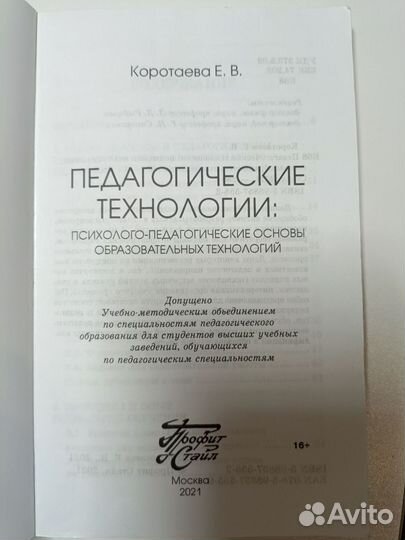 Коротаева Е. В.
ПЕДАГОГИЧЕСКИЕ
ТЕХНОЛОГИИ:
ПСИХОЛОГО-ПЕДАГОГИЧЕСКИЕ ОСНОВЫ
ОБРАЗОВАТЕЛЬНЫХ ТЕХНОЛОГИЙ
Допущено
Учебно-методическим объединением
по специальностям педагогического
образования для студентов высших учебных
заведений, обучающихся
по педагогическим специальностям
Профит
Стайл
16+
Москва
2021
Avito